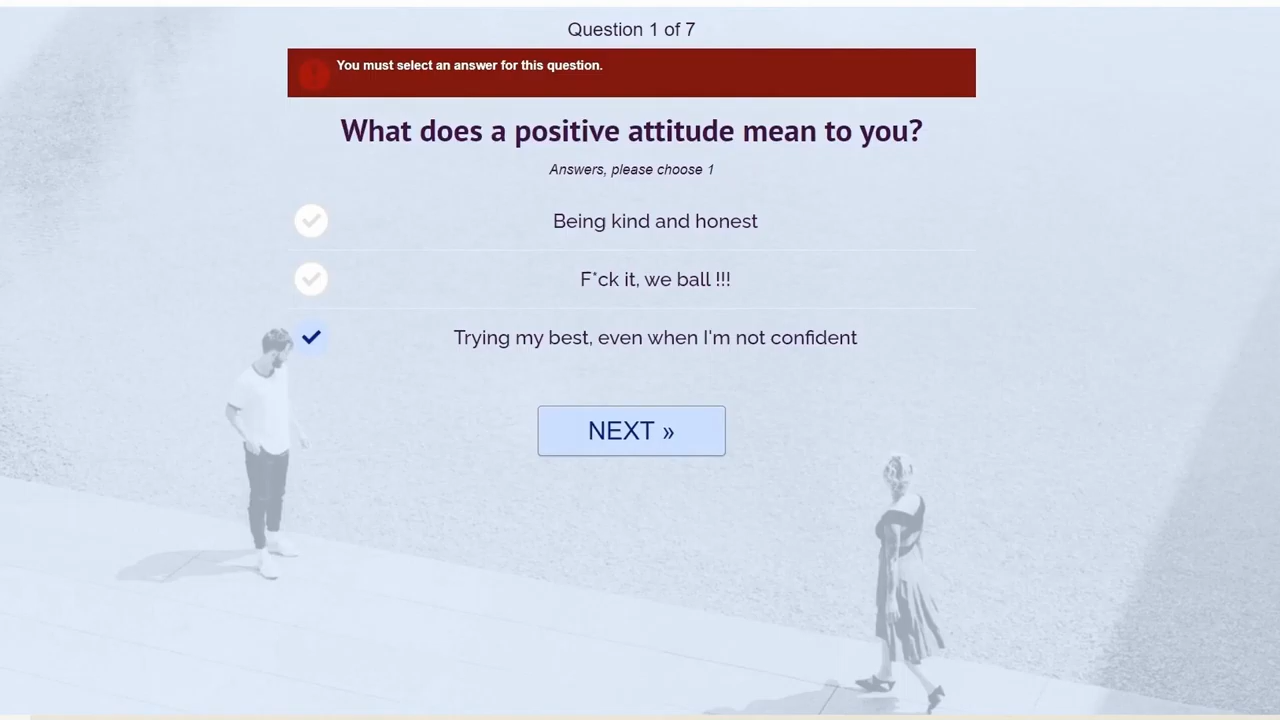 Question 1 of 7
You must select an answer for this question.
What does a positive attitude mean to you?
Answers, please choose 1
Being kind and honest
F*ck it, we ball !!!
Trying my best, even when I'm not confident
NEXT »